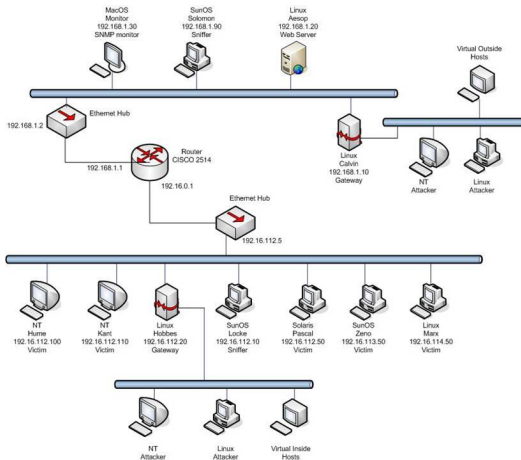 MacOS
Monitor
192.168.1.30
SNMP monitor
SunOS
Solomon
192.168.1.90
Sniffer
Linux
Aesop
192.168.1.20
Web Server
Virtual Outside
Hosts
Ethernet Hub
192.168.1.2
Router
CISCO 2514
192.168.1.1
192.16.0.1
Linux
Calvin
192.168.1.10
Gateway
NT
Attacker
Linux
Attacker
Ethernet Hub
192.16.112.5
NT
Hume
192.16.112.100
Victim
NT
Kant
192.16.112.110
Victim
Linux
Hobbes
192.16.112.20
Gateway
SunOS
Locke
192.16.112.10
Sniffer
Solaris
Pascal
192.16.112.50
Victim
SunOS
Zeno
192.16.113.50
Victim
Linux
Marx
192.16.114.50
Victim
NT
Attacker
Linux
Attacker
Virtual Inside
Hosts